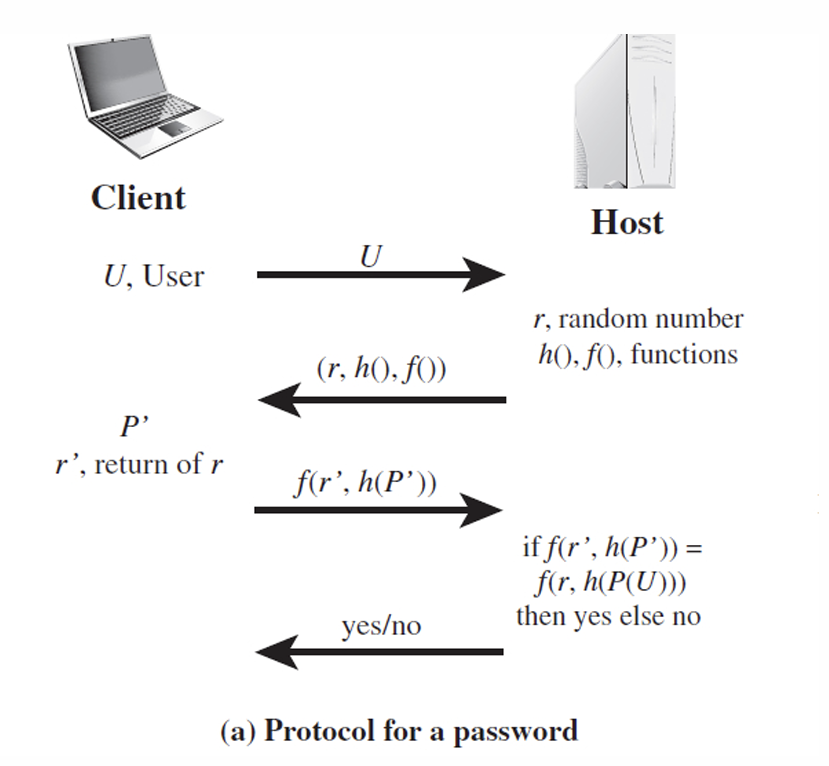 Client
Host
U, User
U
r, random number
h(), f(), functions
(r, h(), f())
P’
r’, return of r
f(r’, h(P’))
if f(r’, h(P’)) =
f(r, h(P(U)))
then yes else no
yes/no
(a) Protocol for a password